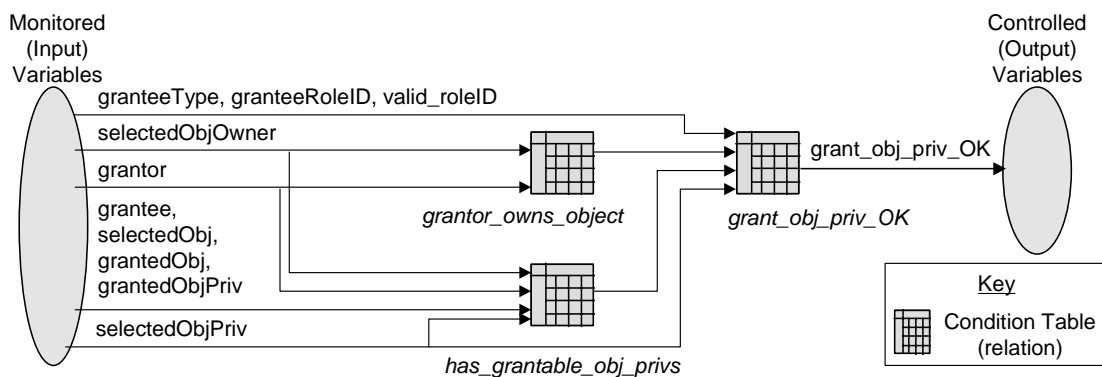 Monitored
(Input)
Variables
Controlled
(Output)
Variables
granteeType, granteeRoleID, valid_roleID
selectedObjOwner
grantor
grantor_owns_object
grant_obj_priv_OK
grant_obj_priv_OK
grantee,
selectedObj,
grantedObj,
grantedObjPriv
selectedObjPriv
has_grantable_obj_privs
Key
Condition Table
(relation)